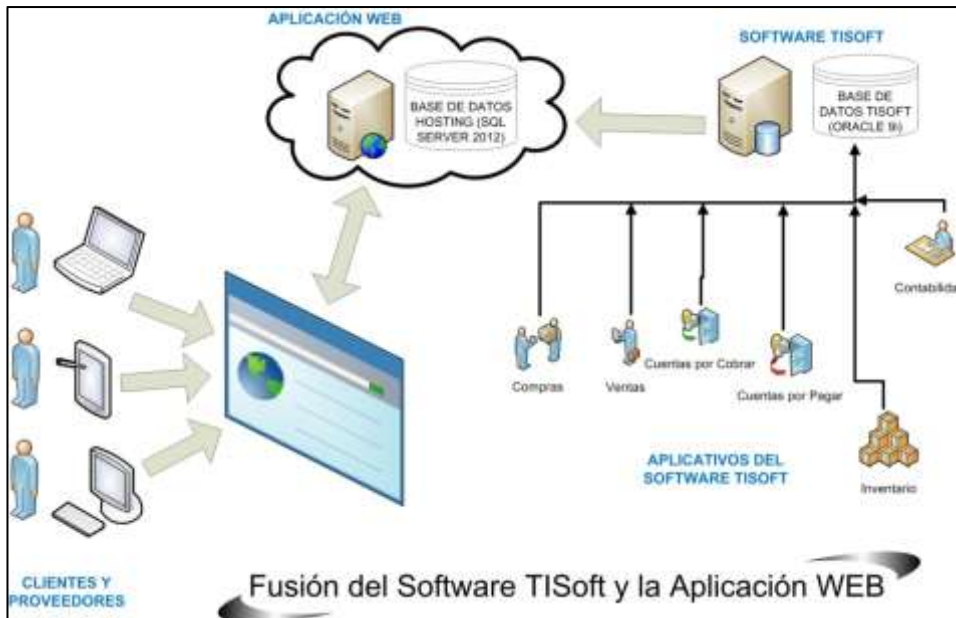 APLICACIÓN WEB
BASE DE DATOS
HOSTING (SQL
SERVER 2012)
SOFTWARE TISOFT
BASE DE
DATOS TISOFT
(ORACLE 9i)
Contabilida
Compras
Ventas
Cuentas por Cobrar
Cuentas por Pagar
Inventario
APLICATIVOS DEL
SOFTWARE TISOFT
CLIENTES Y
PROVEEDORES
Fusión del Software TISoft y la Aplicación WEB